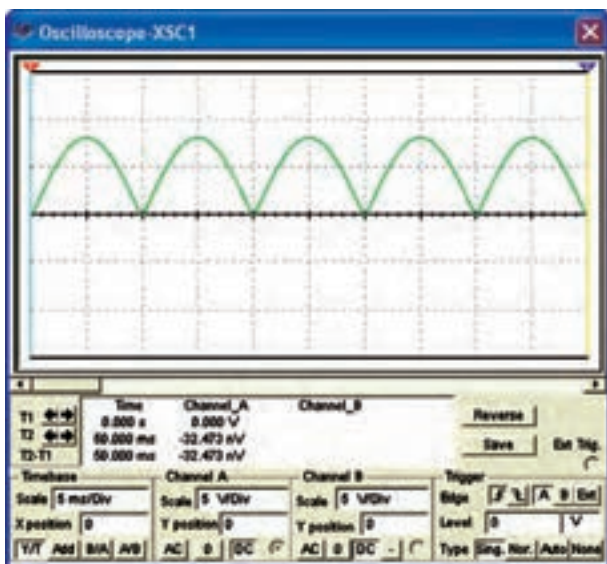 Oscilloscope-XSC1
Time Channel_A Channel_B
T1 0.000 s 0.000 V
T2 50.000 ms -32.473 nV
T2-T1 50.000 ms -32.473 nV
Reverse
Save
Ext Trig.
Timebase Channel A Channel B Trigger
Scale 5 ms/Div Scale 5 V/Div Scale 5 V/Div Edge A B Ext
X position 0 Y position 0 Y position 0 Level 0 V
Y/T Add B/A A/B AC 0 DC AC 0 DC - Type Sing. Nor. Auto None